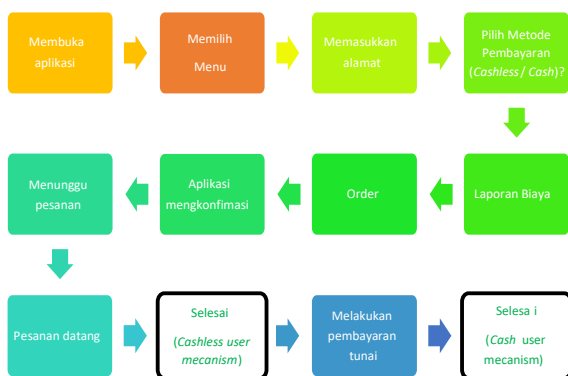 Membuka
aplikasi
Memilih
Menu
Memasukkan
alamat
Pilih Metode
Pembayaran
(Cashless / Cash)?
Menunggu
pesanan
Aplikasi
mengkonfimasi
Order
Laporan Biaya
Pesanan datang
Selesai
(Cashless user
mecanism)
Melakukan
pembayaran
tunai
Selesa i
(Cash user
mecanism)